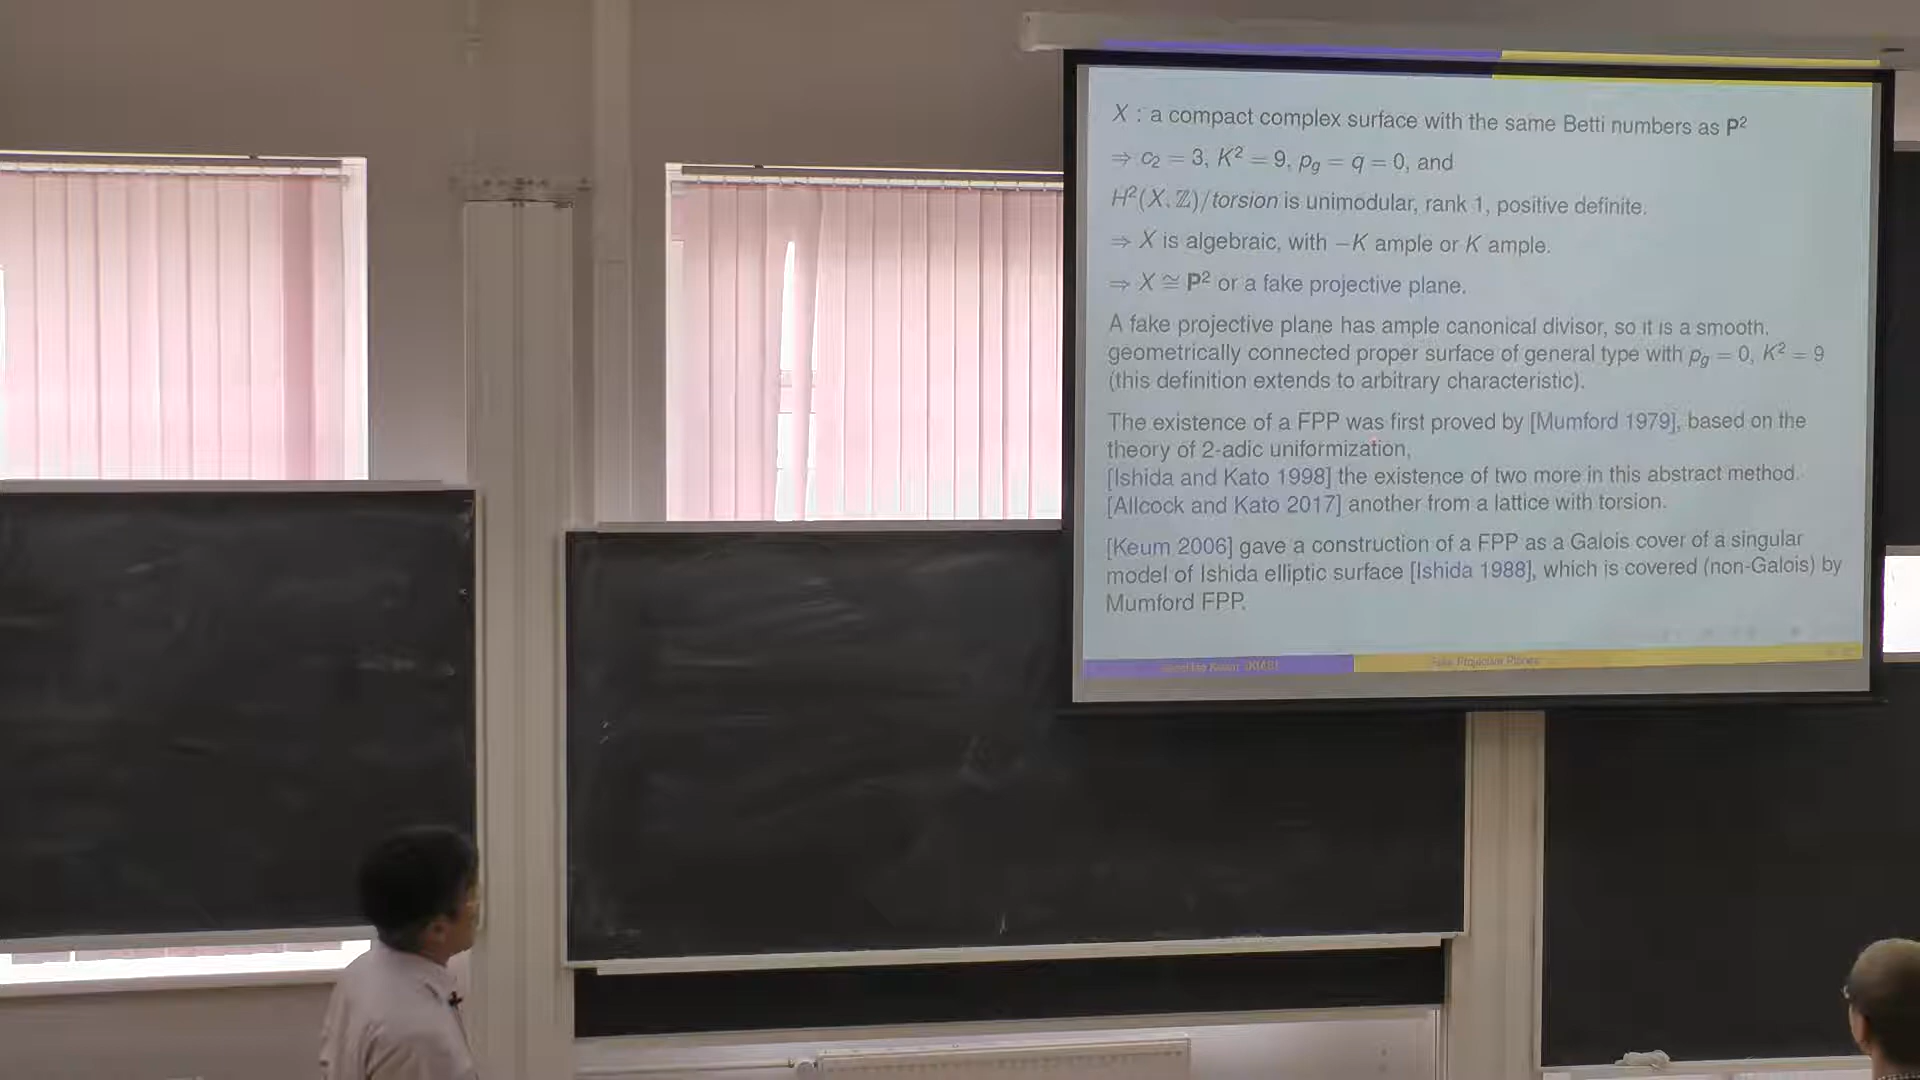 X : a compact complex surface with the same Betti numbers as P²
⇒ c₂ = 3, K² = 9, p_g = q = 0, and
H²(X, ℤ)/torsion is unimodular, rank 1, positive definite.
⇒ X is algebraic, with −K ample or K ample.
⇒ X ≅ P² or a fake projective plane.
A fake projective plane has ample canonical divisor, so it is a smooth,
geometrically connected proper surface of general type with p_g = 0, K² = 9
(this definition extends to arbitrary characteristic).
The existence of a FPP was first proved by [Mumford 1979], based on the
theory of 2-adic uniformization,
[Ishida and Kato 1998] the existence of two more in this abstract method.
[Allcock and Kato 2017] another from a lattice with torsion.
[Keum 2006] gave a construction of a FPP as a Galois cover of a singular
model of Ishida elliptic surface [Ishida 1988], which is covered (non-Galois) by
Mumford FPP.
Keum (KIAS)
Fake Projective Planes